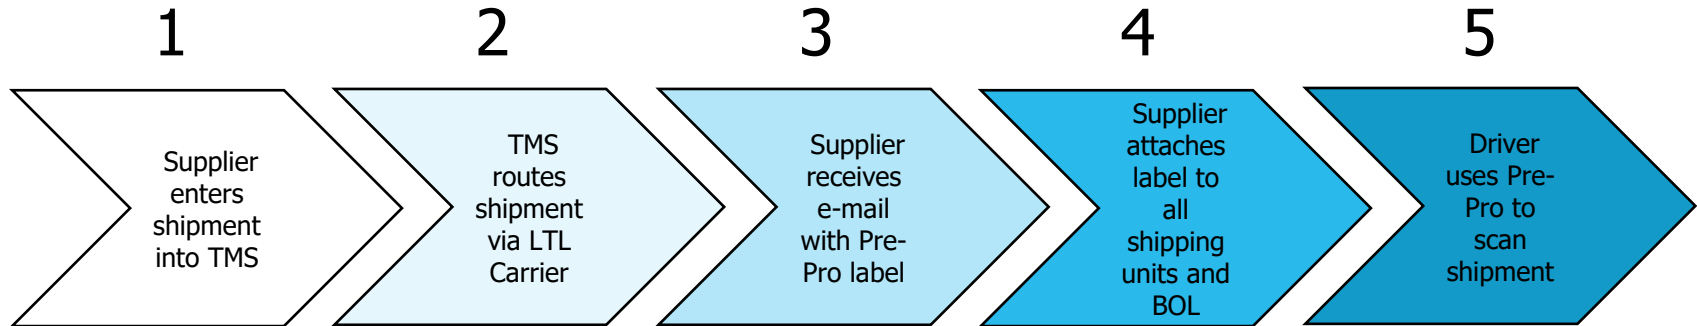 1
2
3
4
5
Supplier
enters
shipment
into TMS
TMS
routes
shipment
via LTL
Carrier
Supplier
receives
e-mail
with Pre-
Pro label
Supplier
attaches
label to
all
shipping
units and
BOL
Driver
uses Pre-
Pro to
scan
shipment